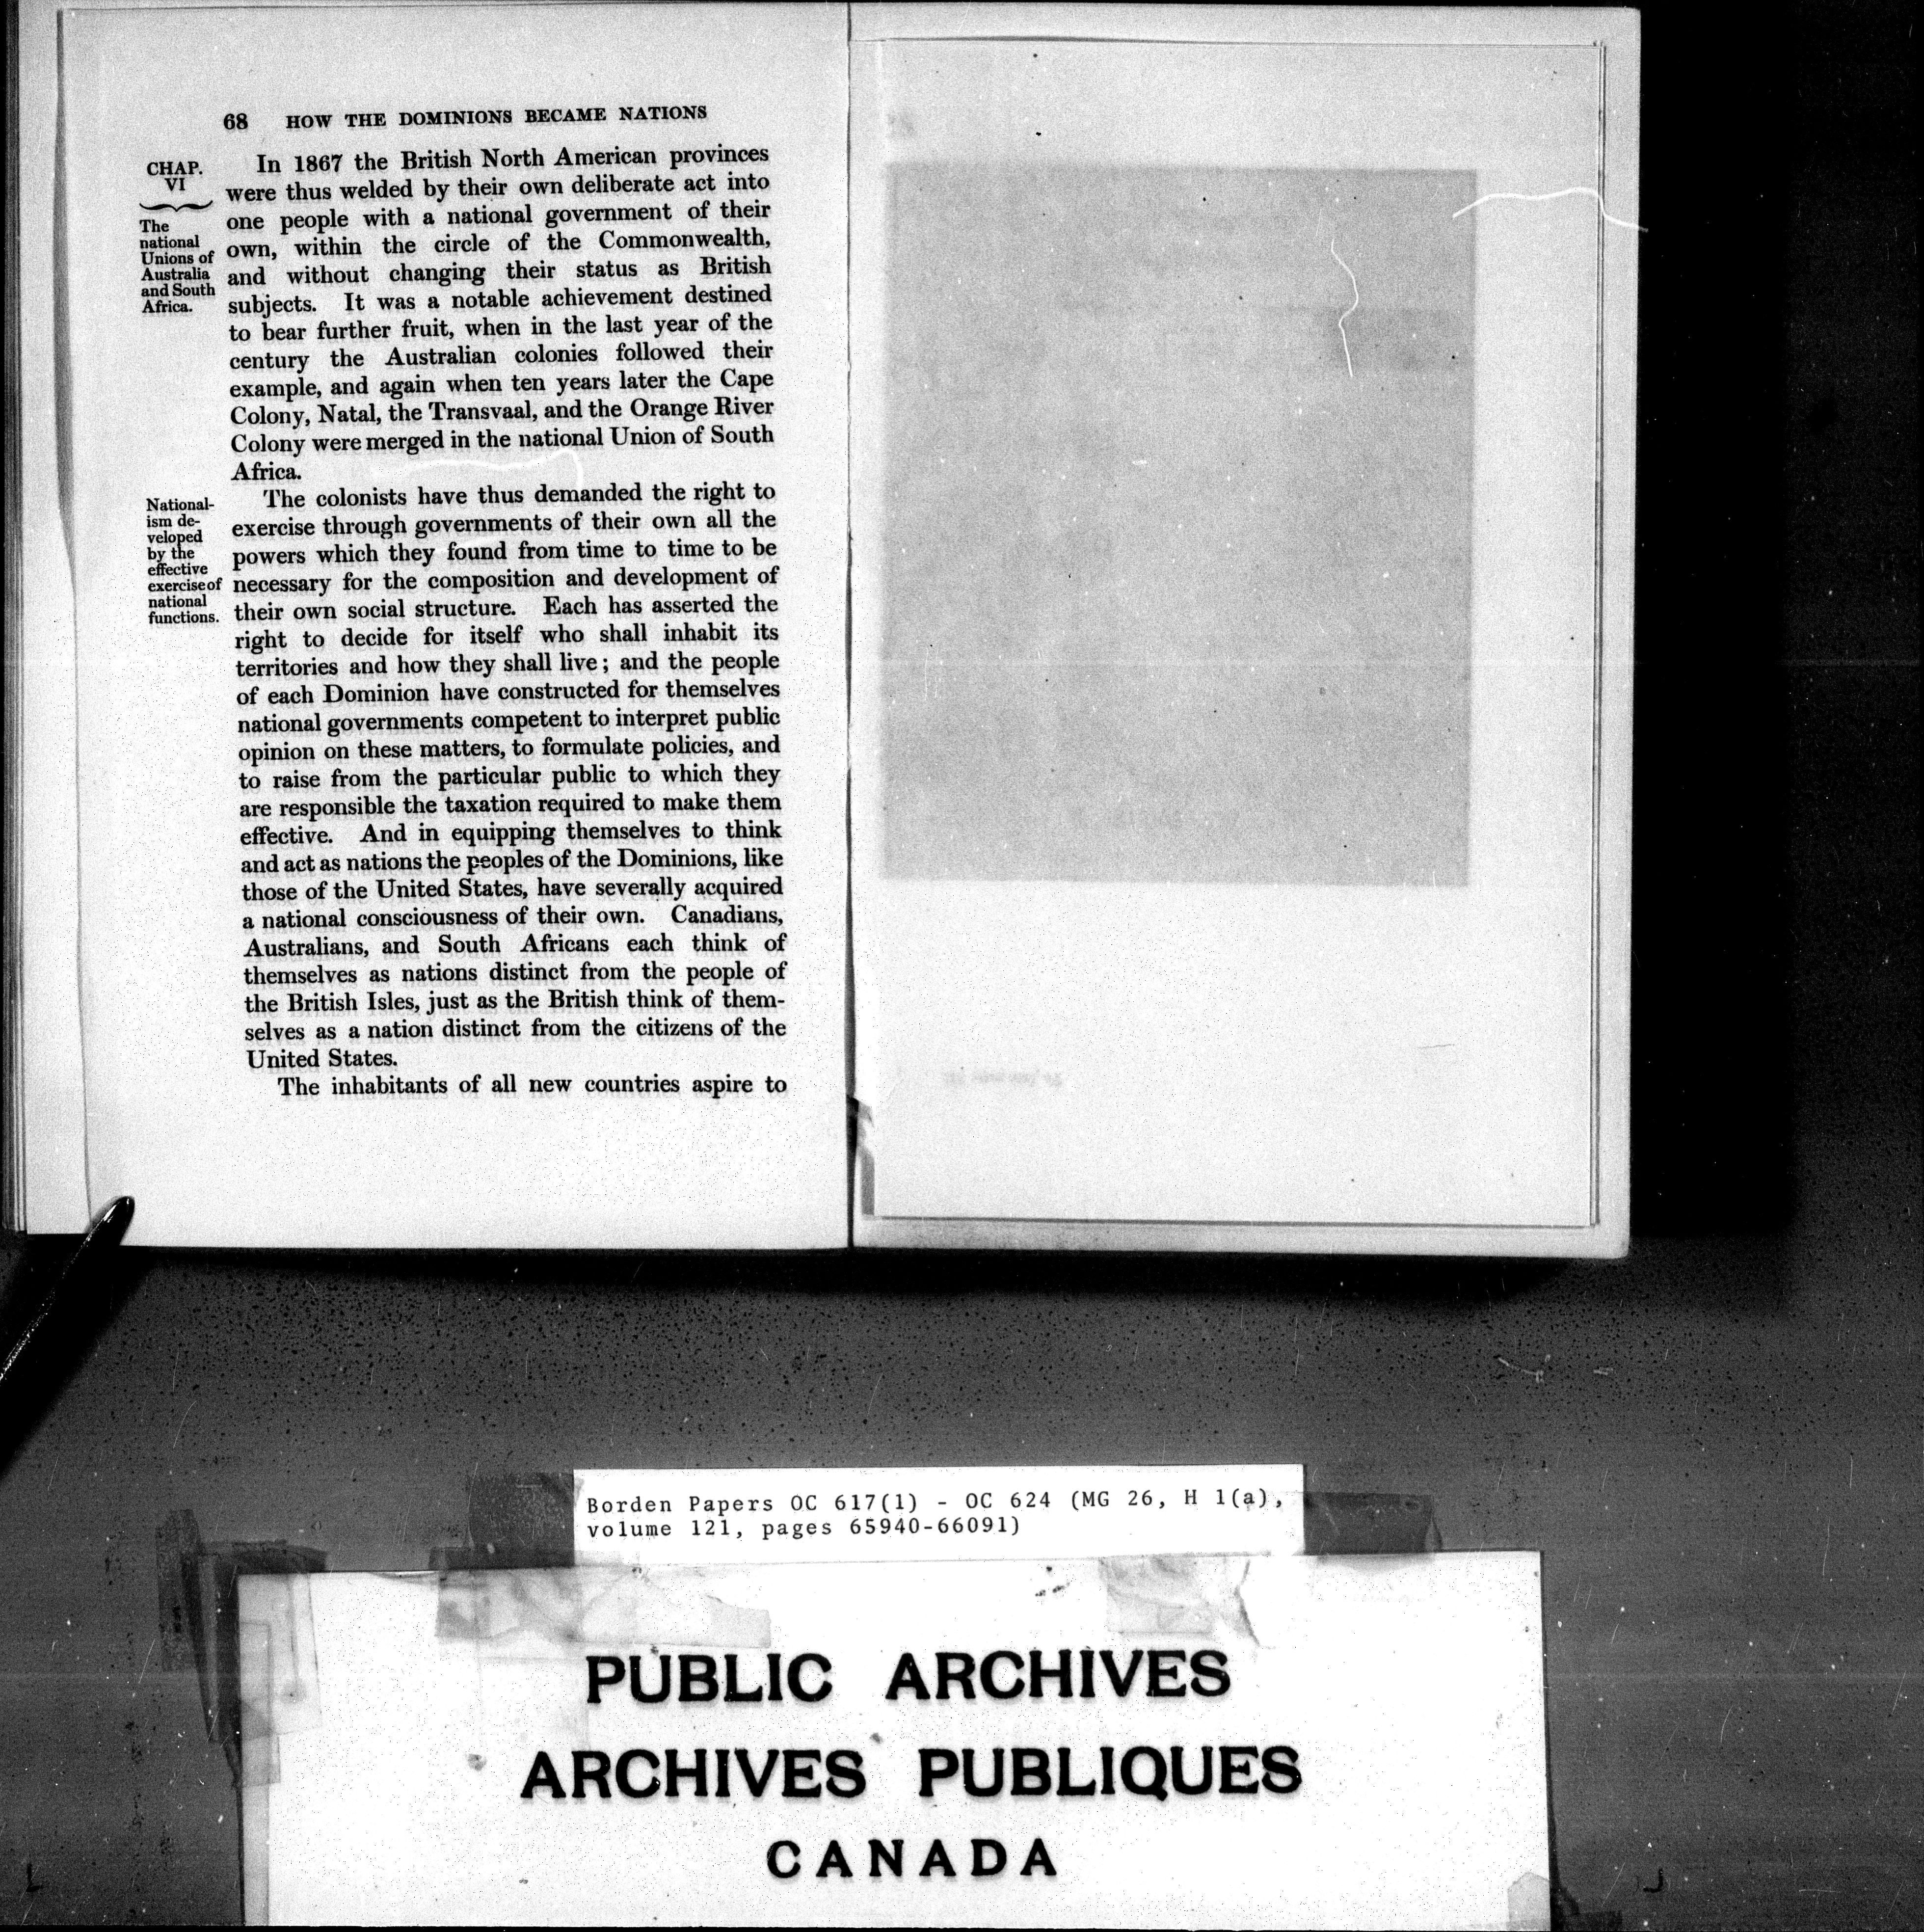 68 HOW THE DOMINIONS BECAME NATIONS
CHAP.
VI
The
national
Unions of
Australia
and South
Africa.
In 1867 the British North American provinces
were thus welded by their own deliberate act into
one people with a national government of their
own, within the circle of the Commonwealth,
and without changing their status as British
subjects. It was a notable achievement destined
to bear further fruit, when in the last year of the
century the Australian colonies followed their
example, and again when ten years later the Cape
Colony, Natal, the Transvaal, and the Orange River
Colony were merged in the national Union of South
Africa.
National-
ism de-
veloped
by the
effective
exercise of
national
functions.
The colonists have thus demanded the right to
exercise through governments of their own all the
powers which they found from time to time to be
necessary for the composition and development of
their own social structure. Each has asserted the
right to decide for itself who shall inhabit its
territories and how they shall live; and the people
of each Dominion have constructed for themselves
national governments competent to interpret public
opinion on these matters, to formulate policies, and
to raise from the particular public to which they
are responsible the taxation required to make them
effective. And in equipping themselves to think
and act as nations the peoples of the Dominions, like
those of the United States, have severally acquired
a national consciousness of their own. Canadians,
Australians, and South Africans each think of
themselves as nations distinct from the people of
the British Isles, just as the British think of them-
selves as a nation distinct from the citizens of the
United States.
The inhabitants of all new countries aspire to
Borden Papers OC 617(1) - OC 624 (MG 26, H 1(a),
volume 121, pages 65940-66091)
PUBLIC ARCHIVES
ARCHIVES PUBLIQUES
CANADA